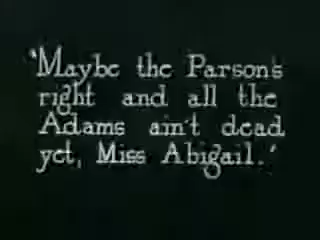 'Maybe the Parson's
right and all the
Adams ain't dead
yet, Miss Abigail.'